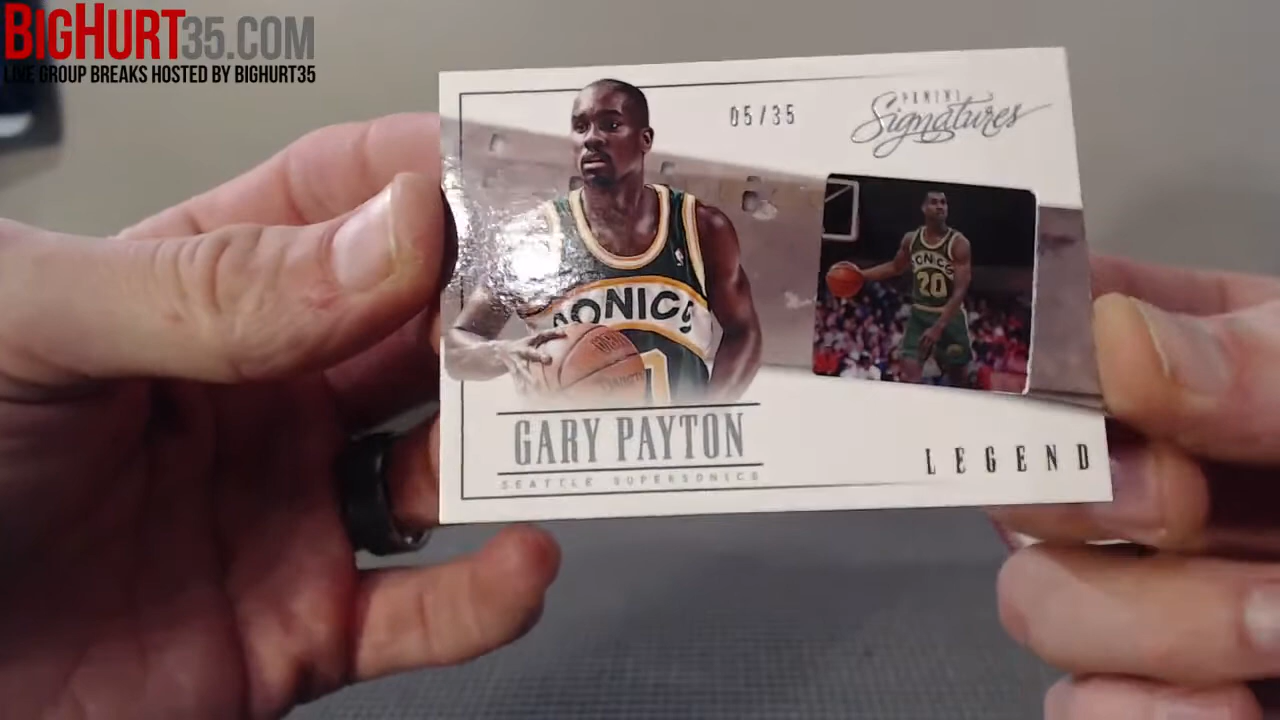 BIGHURT35.COM
LIVE GROUP BREAKS HOSTED BY BIGHURT35
05/35
PANINI
Signatures
SONICS
SONICS
20
GARY PAYTON
SEATTLE SUPERSONICS
LEGEND